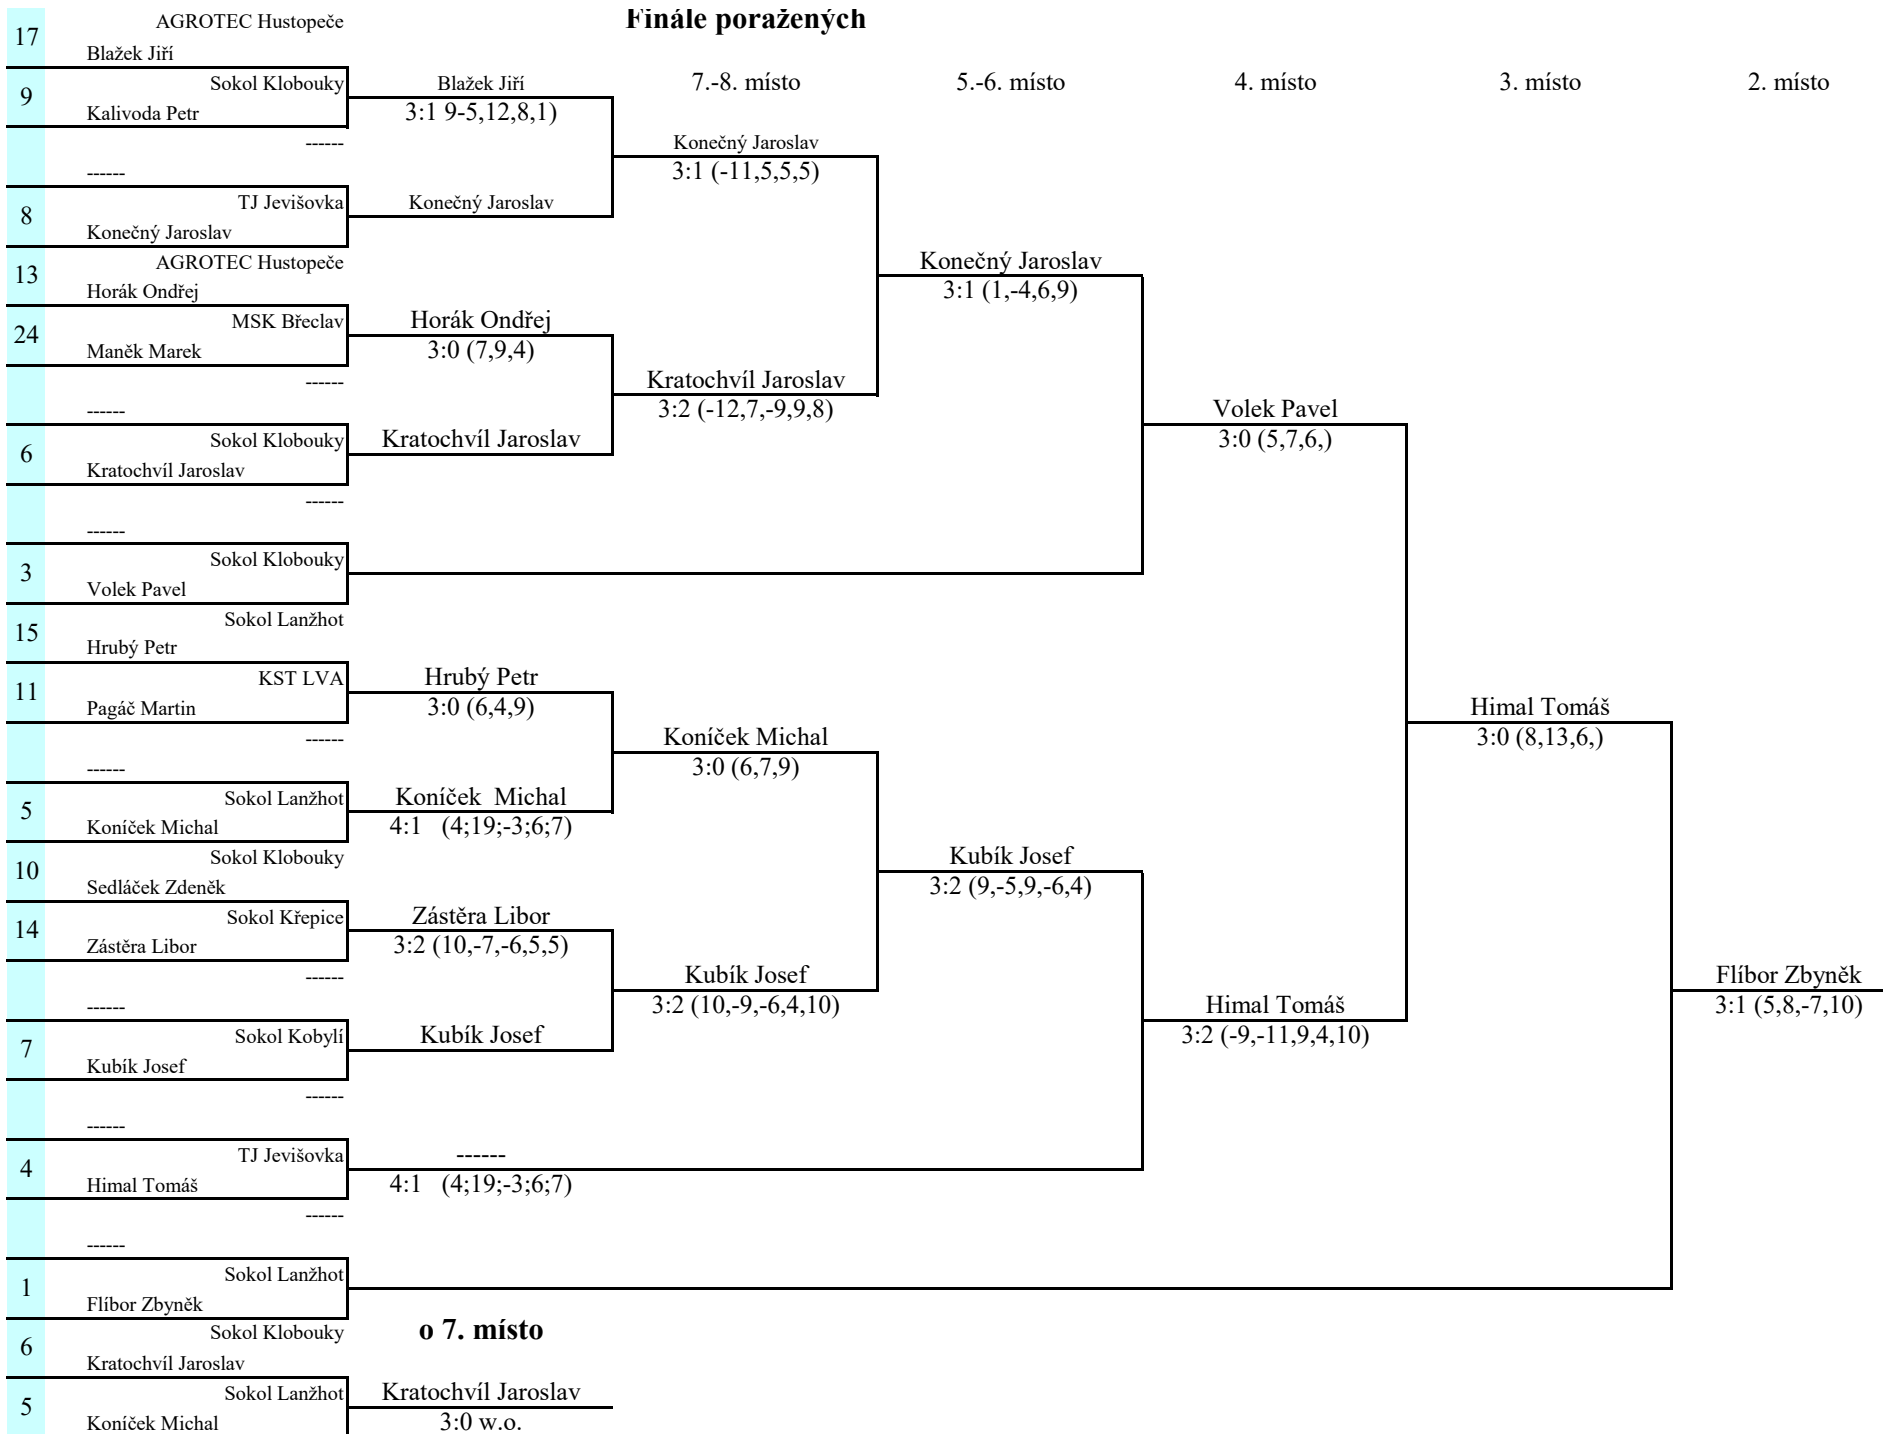 AGROTEC Hustopeče Finále poražených
17
Blažek Jiří
Sokol Klobouky Blažek Jiří 7.-8. místo 5.-6. místo 4. místo 3. místo 2. místo
9
Kalivoda Petr 3:1 9-5,12,8,1)
------ Konečný Jaroslav
------ 3:1 (-11,5,5,5)
TJ Jevišovka Konečný Jaroslav
8
Konečný Jaroslav
AGROTEC Hustopeče Konečný Jaroslav
13
Horák Ondřej 3:1 (1,-4,6,9)
MSK Břeclav Horák Ondřej
24
Maněk Marek 3:0 (7,9,4)
------ Kratochvíl Jaroslav
------ 3:2 (-12,7,-9,9,8) Volek Pavel
Sokol Klobouky Kratochvíl Jaroslav 3:0 (5,7,6,)
6
Kratochvíl Jaroslav
------
------
Sokol Klobouky
3
Volek Pavel
Sokol Lanžhot
15
Hrubý Petr
KST LVA Hrubý Petr
11
Pagáč Martin 3:0 (6,4,9) Himal Tomáš
------ Koníček Michal 3:0 (8,13,6,)
------ 3:0 (6,7,9)
Sokol Lanžhot Koníček  Michal
5
Koníček Michal 4:1 (4;19;-3;6;7)
Sokol Klobouky Kubík Josef
10
Sedláček Zdeněk 3:2 (9,-5,9,-6,4)
Sokol Křepice Zástěra Libor
14
Zástěra Libor 3:2 (10,-7,-6,5,5)
------ Kubík Josef Flíbor Zbyněk
------ 3:2 (10,-9,-6,4,10) Himal Tomáš 3:1 (5,8,-7,10)
Sokol Kobylí Kubík Josef 3:2 (-9,-11,9,4,10)
7
Kubík Josef
------
------
TJ Jevišovka ------
4
Himal Tomáš 4:1 (4;19;-3;6;7)
------
------
Sokol Lanžhot
1
Flíbor Zbyněk
Sokol Klobouky o 7. místo
6
Kratochvíl Jaroslav
Sokol Lanžhot Kratochvíl Jaroslav
5
Koníček Michal 3:0 w.o.